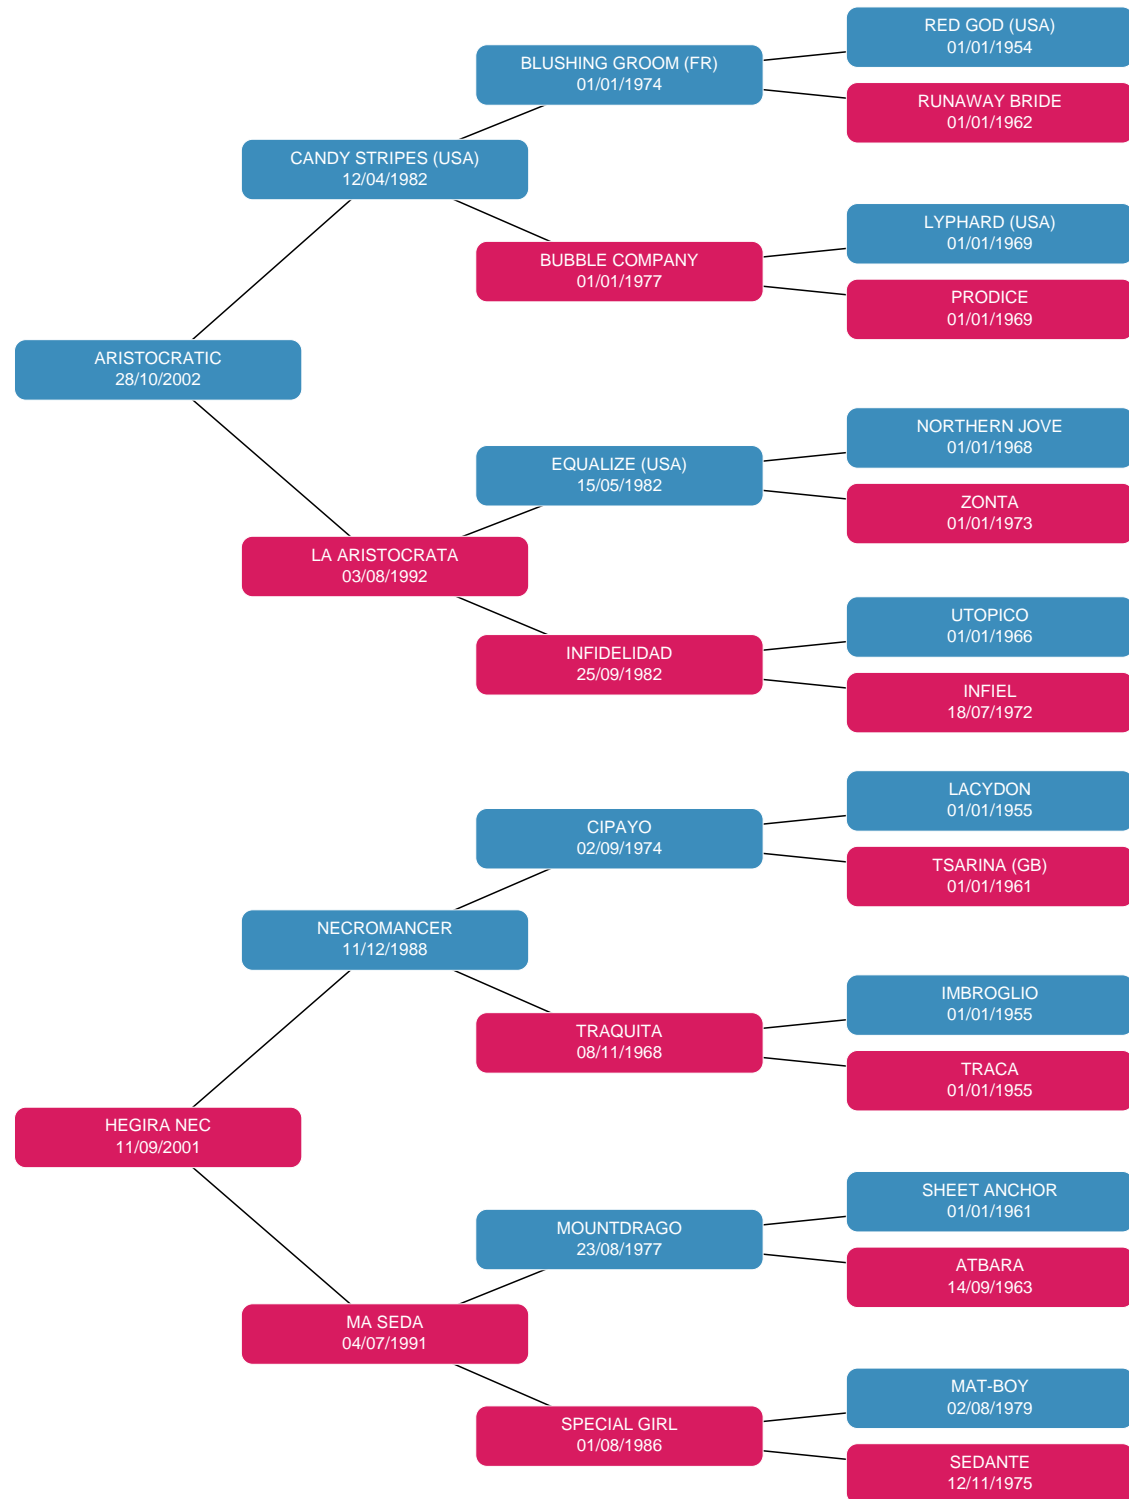 RED GOD (USA)
01/01/1954
BLUSHING GROOM (FR)
01/01/1974
RUNAWAY BRIDE
01/01/1962
CANDY STRIPES (USA)
12/04/1982
LYPHARD (USA)
01/01/1969
BUBBLE COMPANY
01/01/1977
PRODICE
01/01/1969
ARISTOCRATIC
28/10/2002
NORTHERN JOVE
01/01/1968
EQUALIZE (USA)
15/05/1982
ZONTA
01/01/1973
LA ARISTOCRATA
03/08/1992
UTOPICO
01/01/1966
INFIDELIDAD
25/09/1982
INFIEL
18/07/1972
LACYDON
01/01/1955
CIPAYO
02/09/1974
TSARINA (GB)
01/01/1961
NECROMANCER
11/12/1988
IMBROGLIO
01/01/1955
TRAQUITA
08/11/1968
TRACA
01/01/1955
HEGIRA NEC
11/09/2001
SHEET ANCHOR
01/01/1961
MOUNTDRAGO
23/08/1977
ATBARA
14/09/1963
MA SEDA
04/07/1991
MAT-BOY
02/08/1979
SPECIAL GIRL
01/08/1986
SEDANTE
12/11/1975